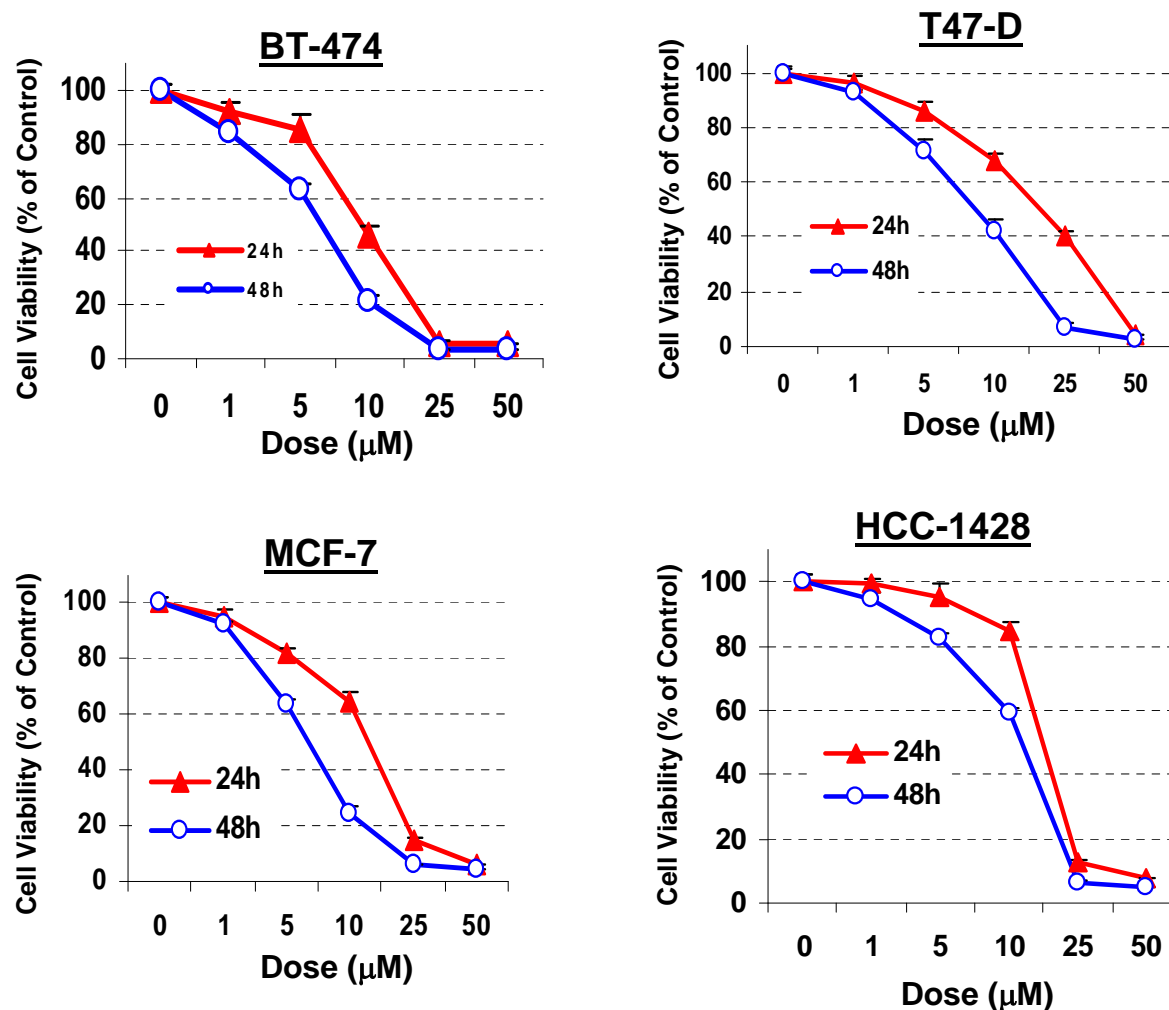 BT-474
Cell Viability (% of Control)
100
80
60
40
20
0
24h
48h
0 1 5 10 25 50
Dose (μM)
T47-D
Cell Viability (% of Control)
100
80
60
40
20
0
24h
48h
0 1 5 10 25 50
Dose (μM)
MCF-7
Cell Viability (% of Control)
100
80
60
40
20
0
24h
48h
0 1 5 10 25 50
Dose (μM)
HCC-1428
Cell Viability (% of Control)
100
80
60
40
20
0
24h
48h
0 1 5 10 25 50
Dose (μM)